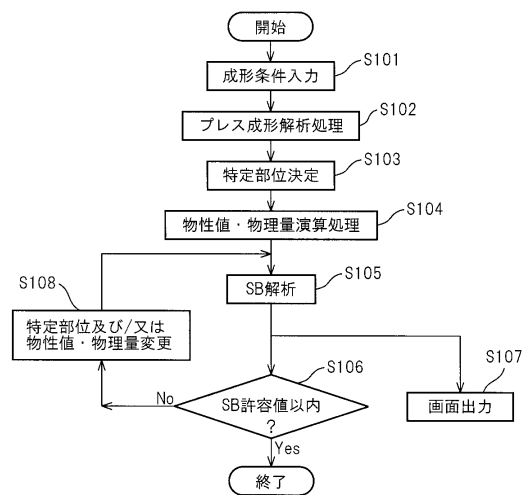 開始
成形条件入力
S101
プレス成形解析処理
S102
特定部位決定
S103
物性値・物理量演算処理
S104
SB解析
S105
S108
特定部位及び/又は
物性値・物理量変更
S106
SB許容値以内
?
No
Yes
S107
画面出力
終了